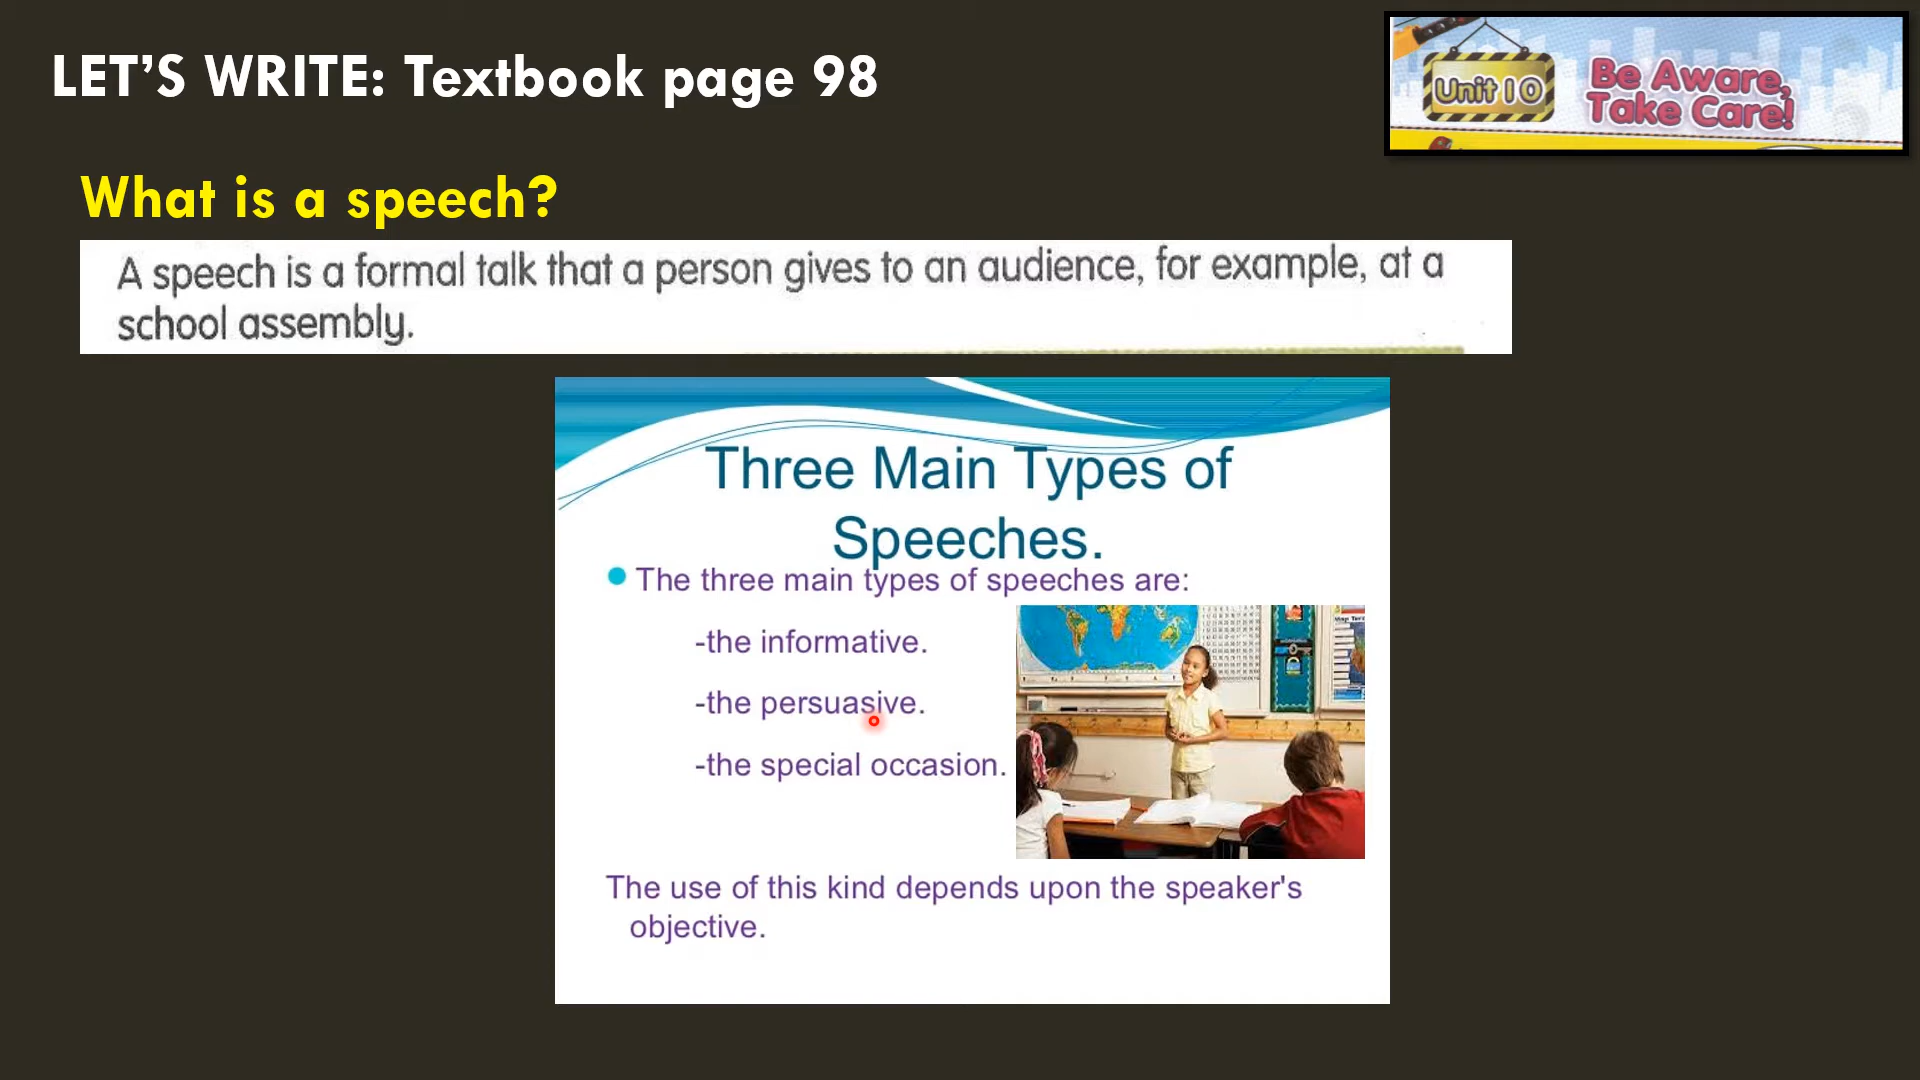 LET’S WRITE: Textbook page 98
Unit 10
Be Aware,
Take Care!
What is a speech?
A speech is a formal talk that a person gives to an audience, for example, at a
school assembly.
Three Main Types of
Speeches.
The three main types of speeches are:
-the informative.
-the persuasive.
-the special occasion.
The use of this kind depends upon the speaker's
objective.